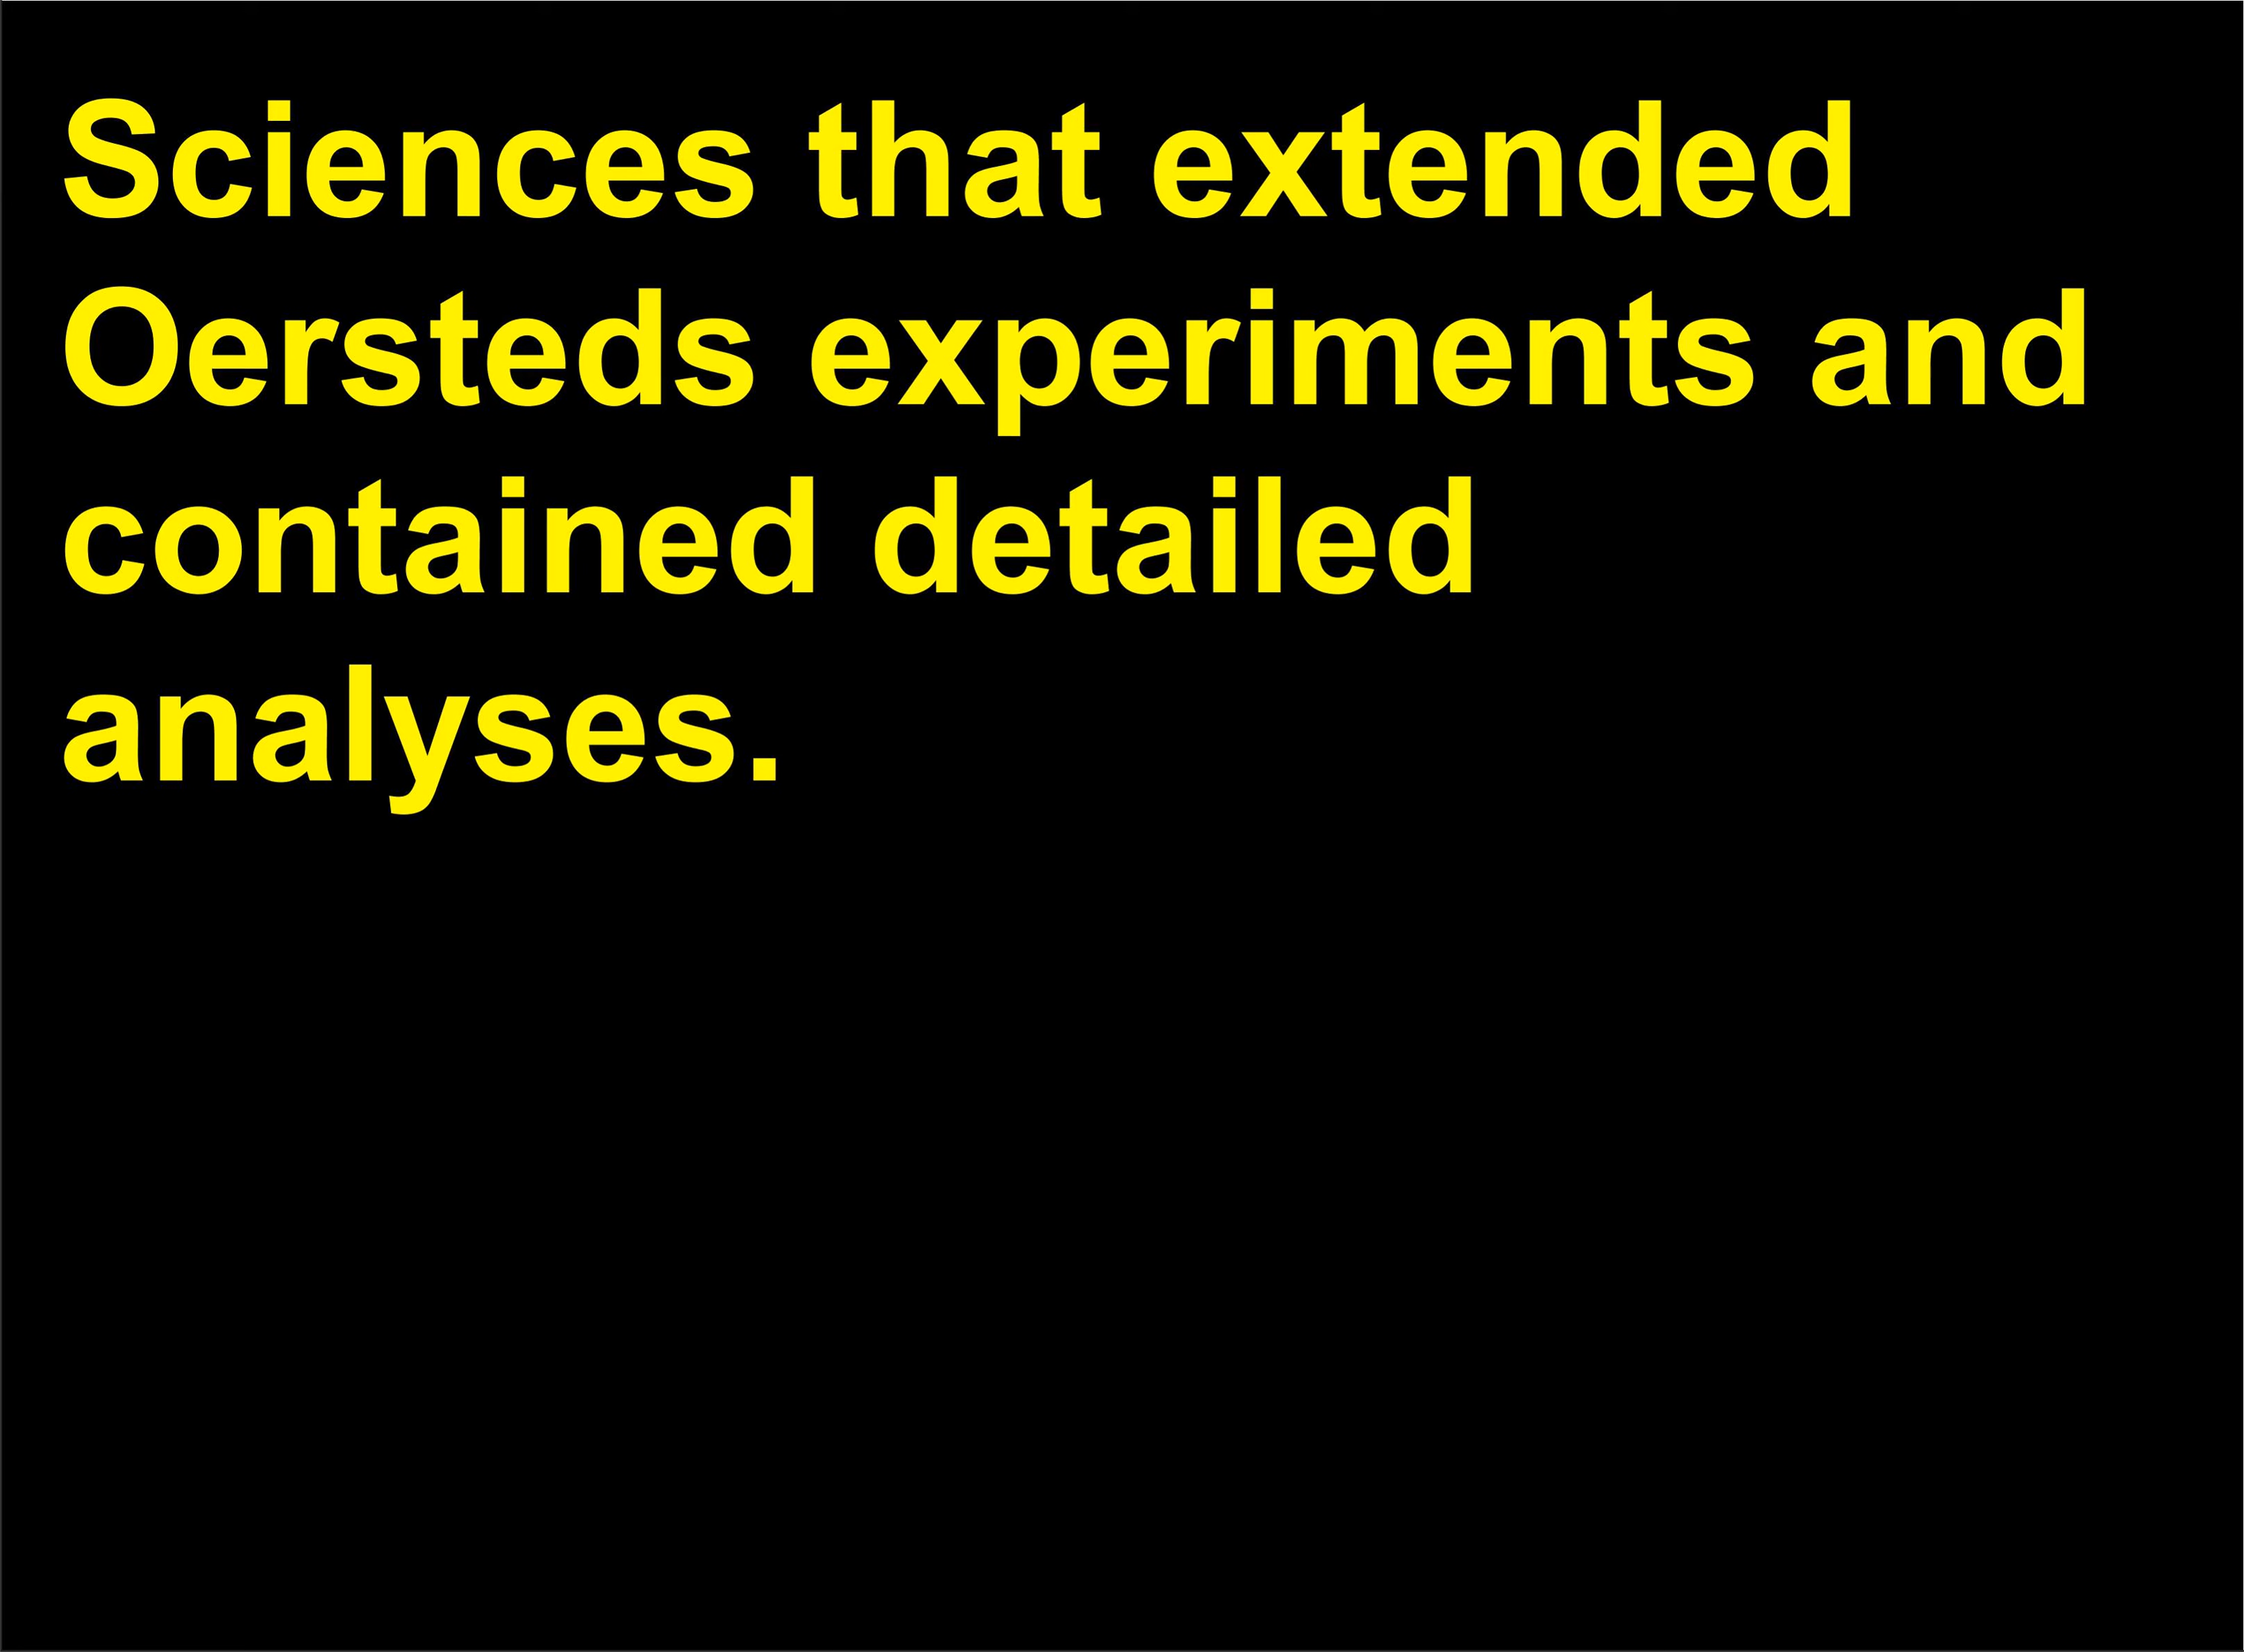 Sciences that extended
Oersteds experiments and
contained detailed
analyses.